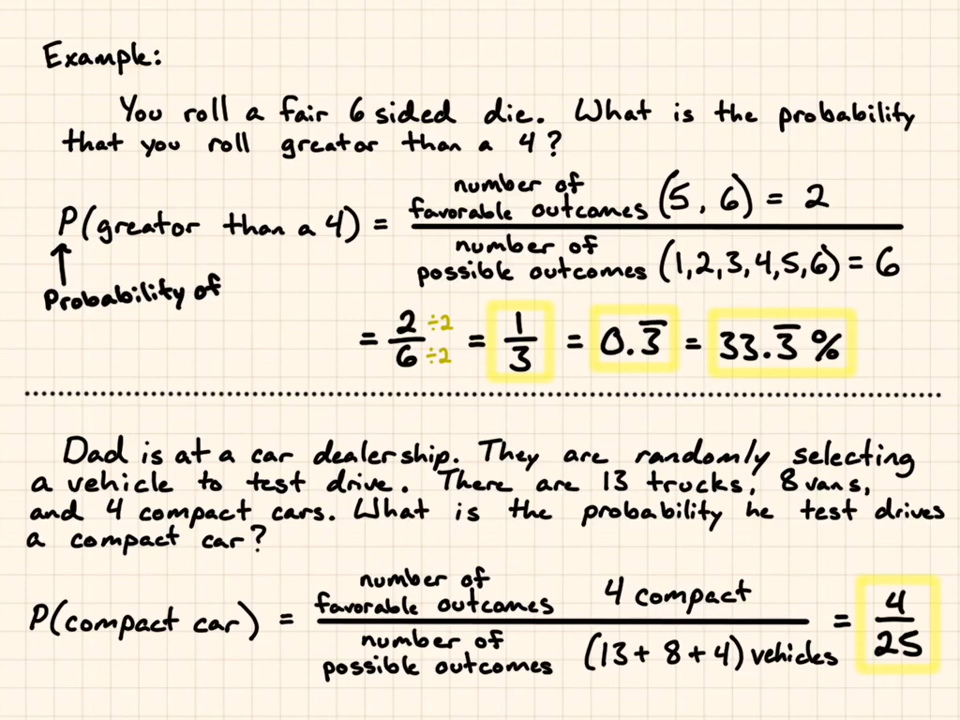 Example:
You roll a fair 6 sided die. What is the probability
that you roll greator than a 4?
P(greator than a 4) = number of favorable outcomes (5, 6) = 2
number of possible outcomes (1,2,3,4,5,6) = 6
Probability of
= 2/6 ÷2 ÷2 = 1/3 = 0.3̅ = 33.3̅ %
Dad is at a car dealership. They are randomly selecting
a vehicle to test drive. There are 13 trucks, 8 vans,
and 4 compact cars. What is the probability he test drives
a compact car?
P(compact car) = number of favorable outcomes 4 compact
number of possible outcomes (13 + 8 + 4) vehicles
= 4/25